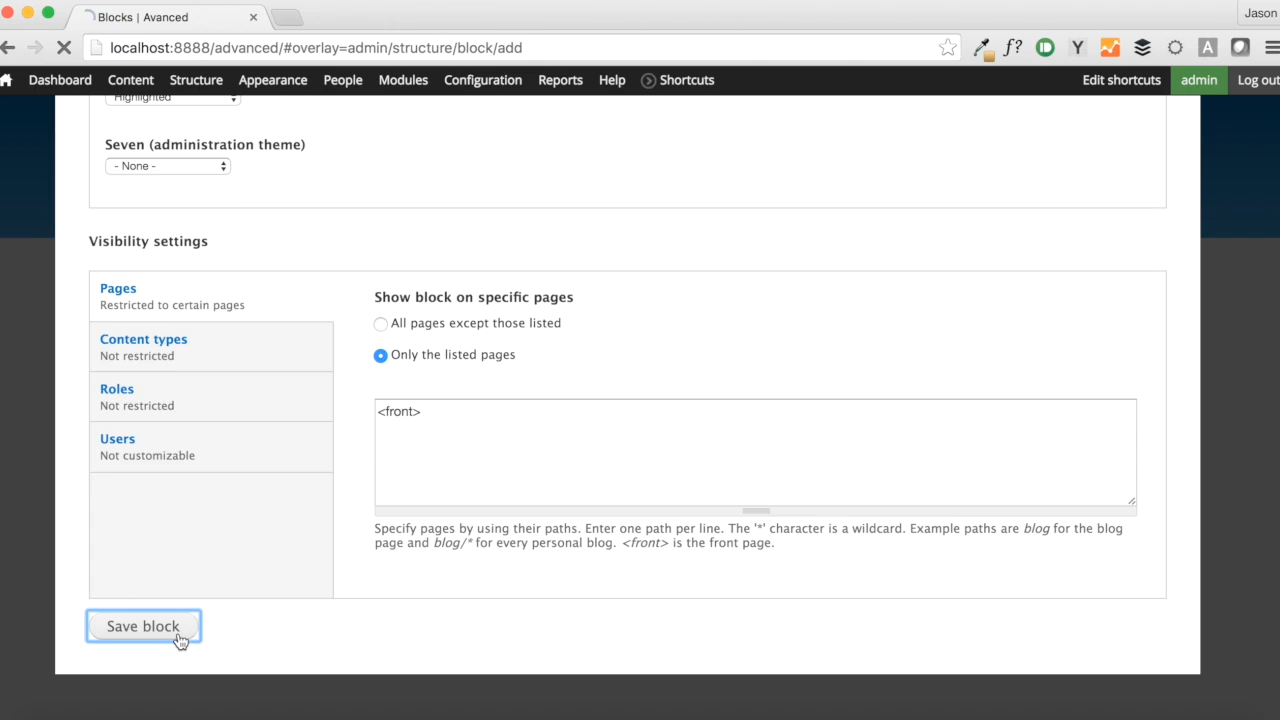 Blocks | Avanced
Jason
localhost:8888/advanced/#overlay=admin/structure/block/add
f?
Y
A
Dashboard Content Structure Appearance People Modules Configuration Reports Help Shortcuts Edit shortcuts admin Log out
Highlighted
Seven (administration theme)
- None -
Visibility settings
Pages
Restricted to certain pages
Content types
Not restricted
Roles
Not restricted
Users
Not customizable
Show block on specific pages
All pages except those listed
Only the listed pages
<front>
Specify pages by using their paths. Enter one path per line. The '*' character is a wildcard. Example paths are blog for the blog
page and blog/* for every personal blog. <front> is the front page.
Save block